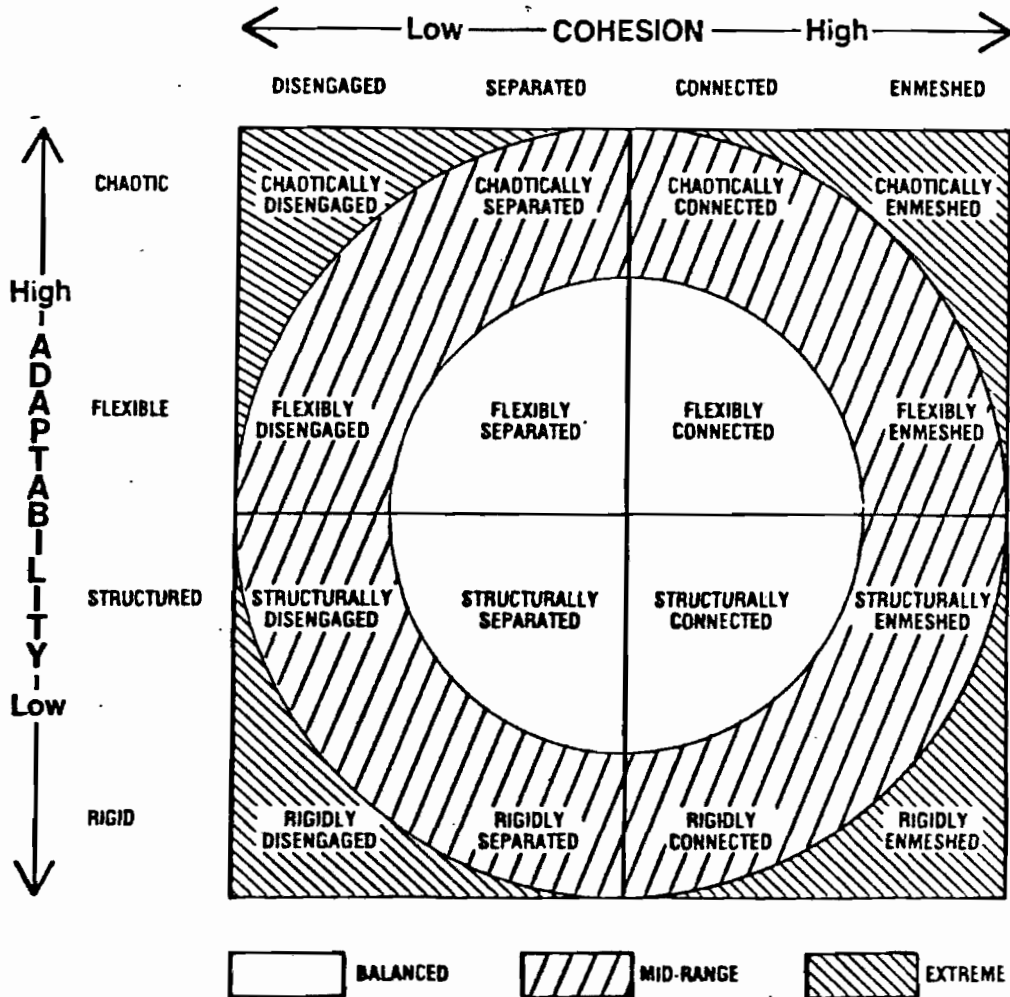 Low COHESION High
DISENGAGED SEPARATED CONNECTED ENMESHED
CHAOTIC
CHAOTICALLY DISENGAGED
CHAOTICALLY SEPARATED
CHAOTICALLY CONNECTED
CHAOTICALLY ENMESHED
High
ADAPTABILITY
Low
FLEXIBLE
FLEXIBLY DISENGAGED
FLEXIBLY SEPARATED
FLEXIBLY CONNECTED
FLEXIBLY ENMESHED
STRUCTURED
STRUCTURALLY DISENGAGED
STRUCTURALLY SEPARATED
STRUCTURALLY CONNECTED
STRUCTURALLY ENMESHED
RIGID
RIGIDLY DISENGAGED
RIGIDLY SEPARATED
RIGIDLY CONNECTED
RIGIDLY ENMESHED
BALANCED MID-RANGE EXTREME